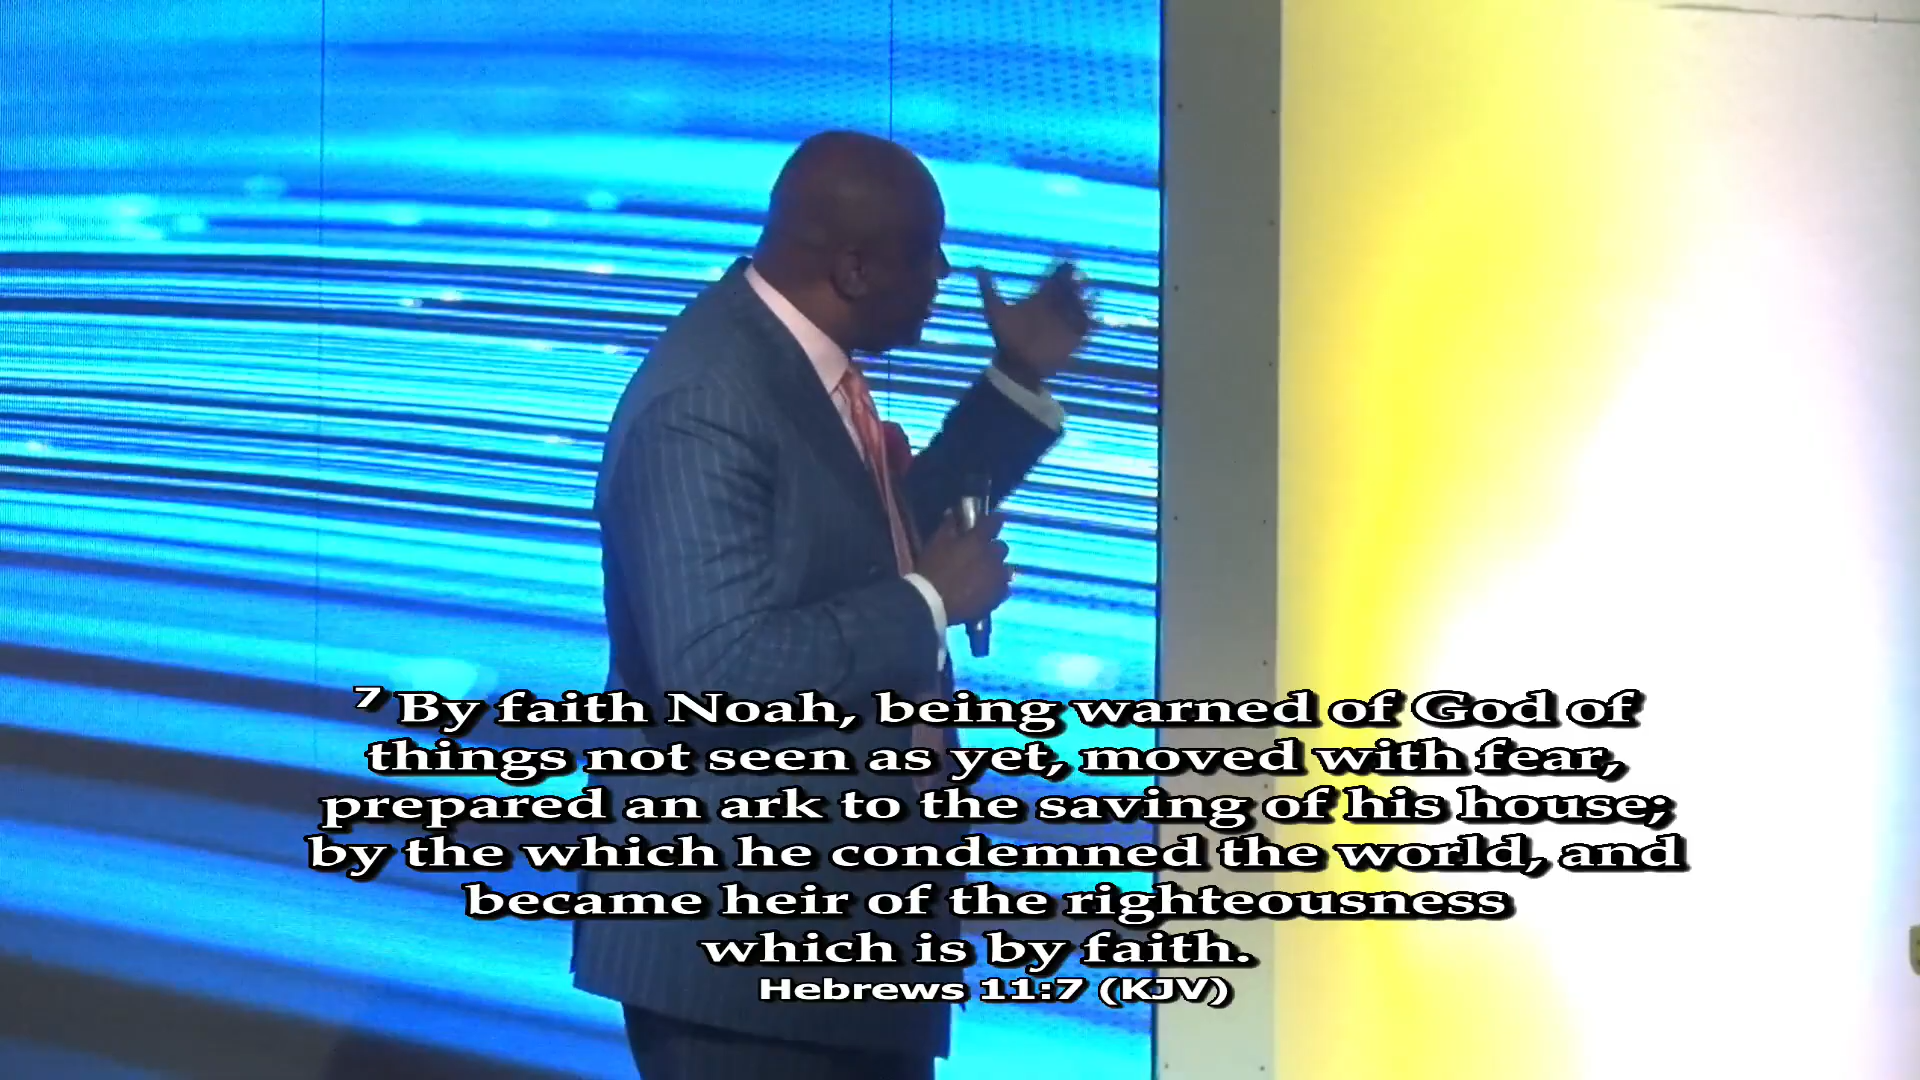 7 By faith Noah, being warned of God of
things not seen as yet, moved with fear,
prepared an ark to the saving of his house;
by the which he condemned the world, and
became heir of the righteousness
which is by faith.
Hebrews 11:7 (KJV)